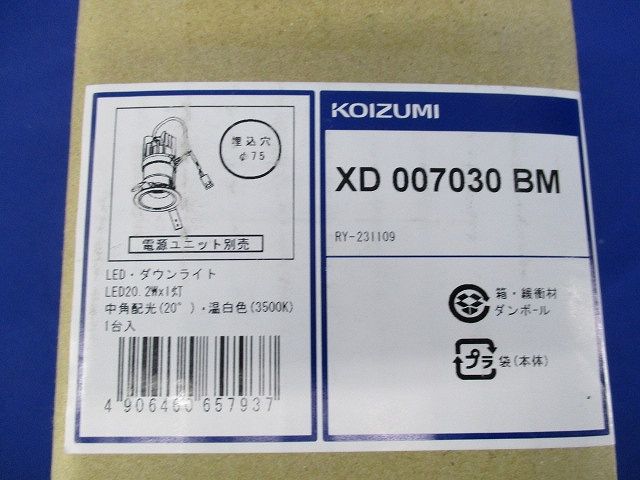 埋込穴
φ75
電源ユニット別売
LED・ダウンライト
LED20.2W×1灯
中角配光(20°)・温白色(3500K)
1台入
4 906460 657937
KOIZUMI
XD 007030 BM
RY-231109
箱・緩衝材
ダンボール
プラ
袋(本体)